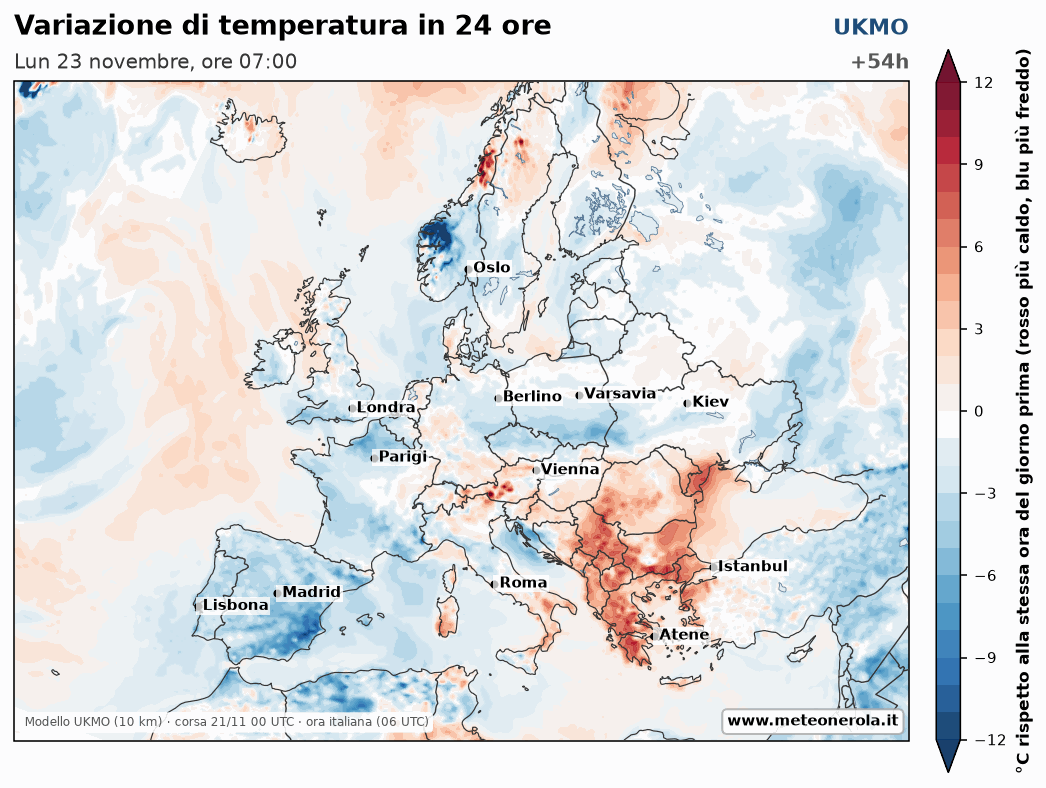 Variazione di temperatura in 24 ore
UKMO
Lun 23 novembre, ore 07:00
+54h
Oslo
Londra
Berlino
Varsavia
Kiev
Parigi
Vienna
Istanbul
Roma
Madrid
Lisbona
Atene
12
9
6
3
0
−3
−6
−9
−12
°C rispetto alla stessa ora del giorno prima (rosso più caldo, blu più freddo)
Modello UKMO (10 km) · corsa 21/11 00 UTC · ora italiana (06 UTC)
www.meteonerola.it